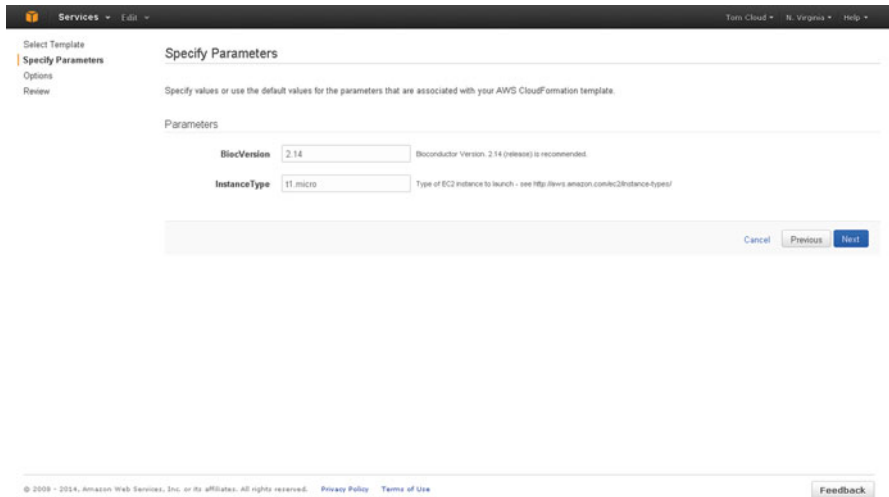 Services Edit Tom Cloud N. Virginia Help
Select Template
Specify Parameters
Options
Review
Specify Parameters
Specify values or use the default values for the parameters that are associated with your AWS CloudFormation template.
Parameters
BiocVersion 2.14 Bioconductor Version. 2.14 (release) is recommended.
InstanceType t1.micro Type of EC2 instance to launch - see http://aws.amazon.com/ec2/instance-types/
Cancel Previous Next
© 2008 - 2014, Amazon Web Services, Inc. or its affiliates. All rights reserved. Privacy Policy Terms of Use Feedback